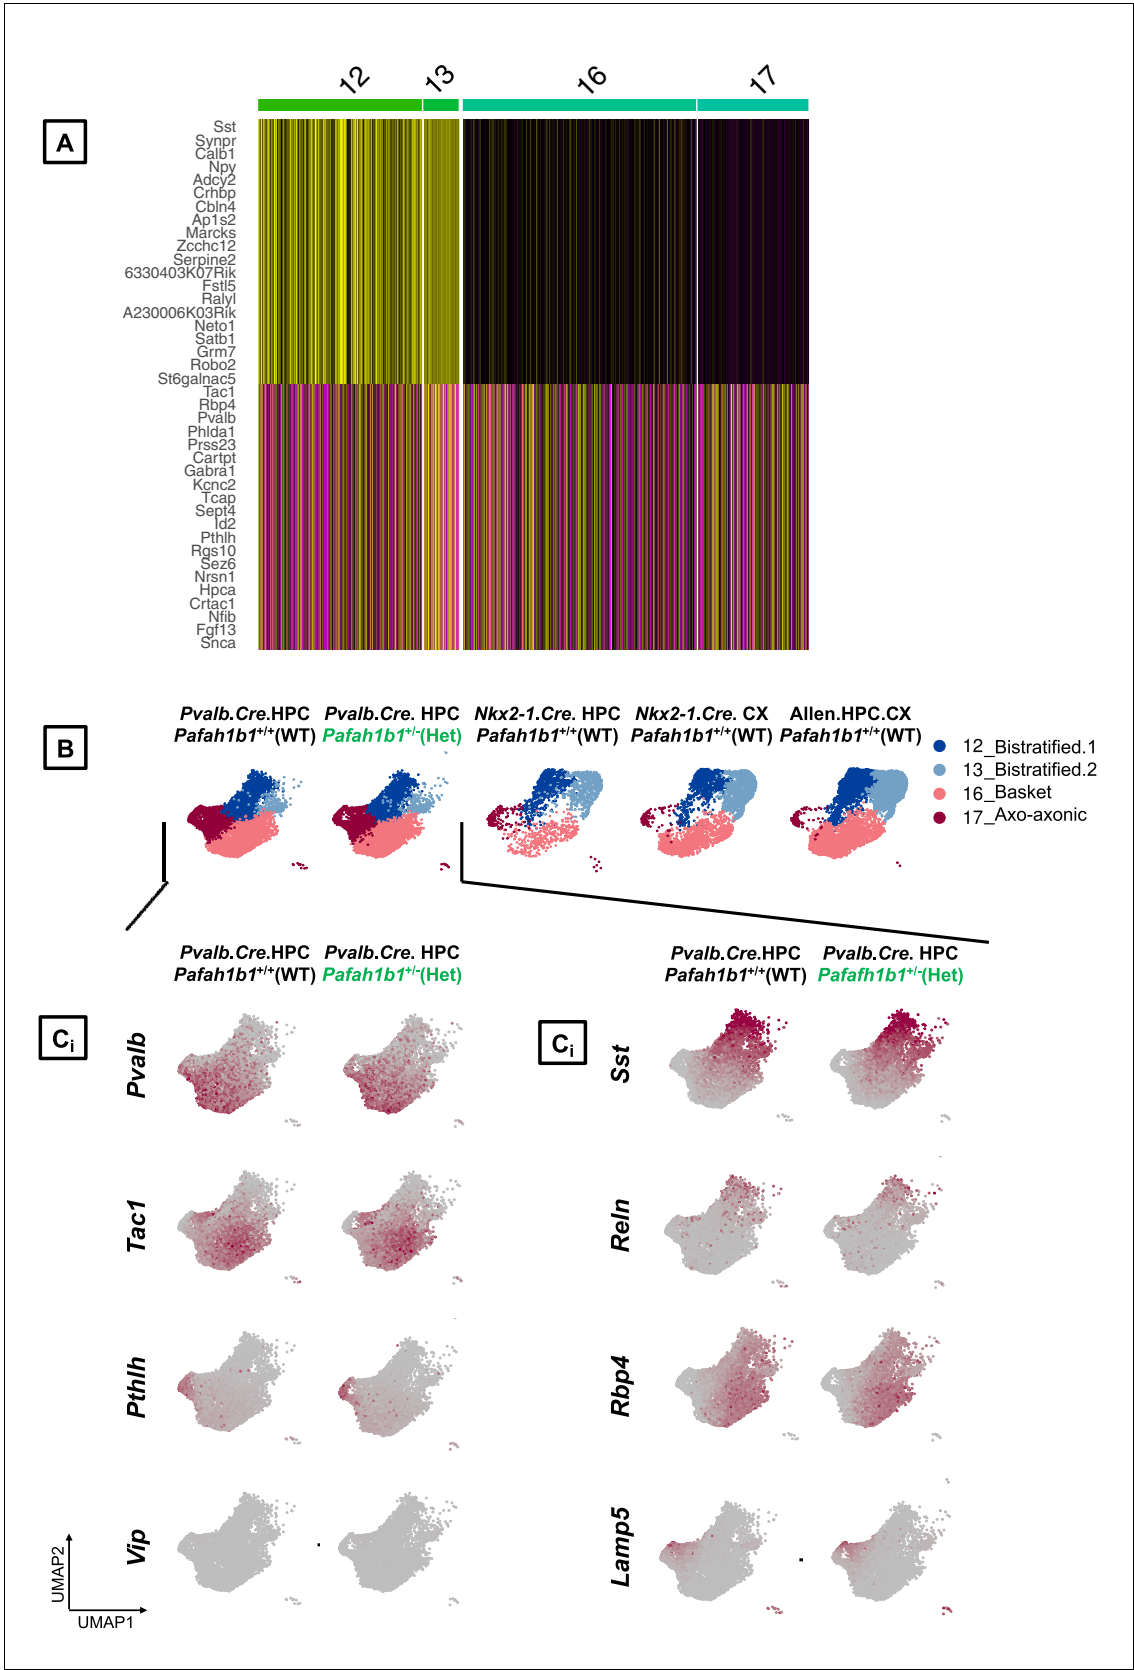 12 13 16 17
A
Sst
Synpr
Calb1
Npy
Adcy2
Crhbp
Cbln4
Ap1s2
Marcks
Zcchc12
Serpine2
6330403K07Rik
Fstl5
Ralyl
A230006K03Rik
Neto1
Satb1
Grm7
Robo2
St6galnac5
Tac1
Rbp4
Pvalb
Phlda1
Prss23
Cartpt
Gabra1
Kcnc2
Tcap
Sept4
Id2
Pthlh
Rgs10
Sez6
Nrsn1
Hpca
Crtac1
Nfib
Fgf13
Snca
B
Pvalb.Cre.HPC Pvalb.Cre. HPC Nkx2-1.Cre. HPC Nkx2-1.Cre. CX Allen.HPC.CX
Pafah1b1+/+(WT) Pafah1b1+/-(Het) Pafah1b1+/+(WT) Pafah1b1+/+(WT) Pafah1b1+/+(WT)
12_Bistratified.1
13_Bistratified.2
16_Basket
17_Axo-axonic
Pvalb.Cre.HPC Pvalb.Cre. HPC
Pafah1b1+/+(WT) Pafah1b1+/-(Het)
Ci
Pvalb
Tac1
Pthlh
Vip
UMAP2
UMAP1
Pvalb.Cre.HPC Pvalb.Cre. HPC
Pafah1b1+/+(WT) Pafafh1b1+/-(Het)
Ci
Sst
Reln
Rbp4
Lamp5